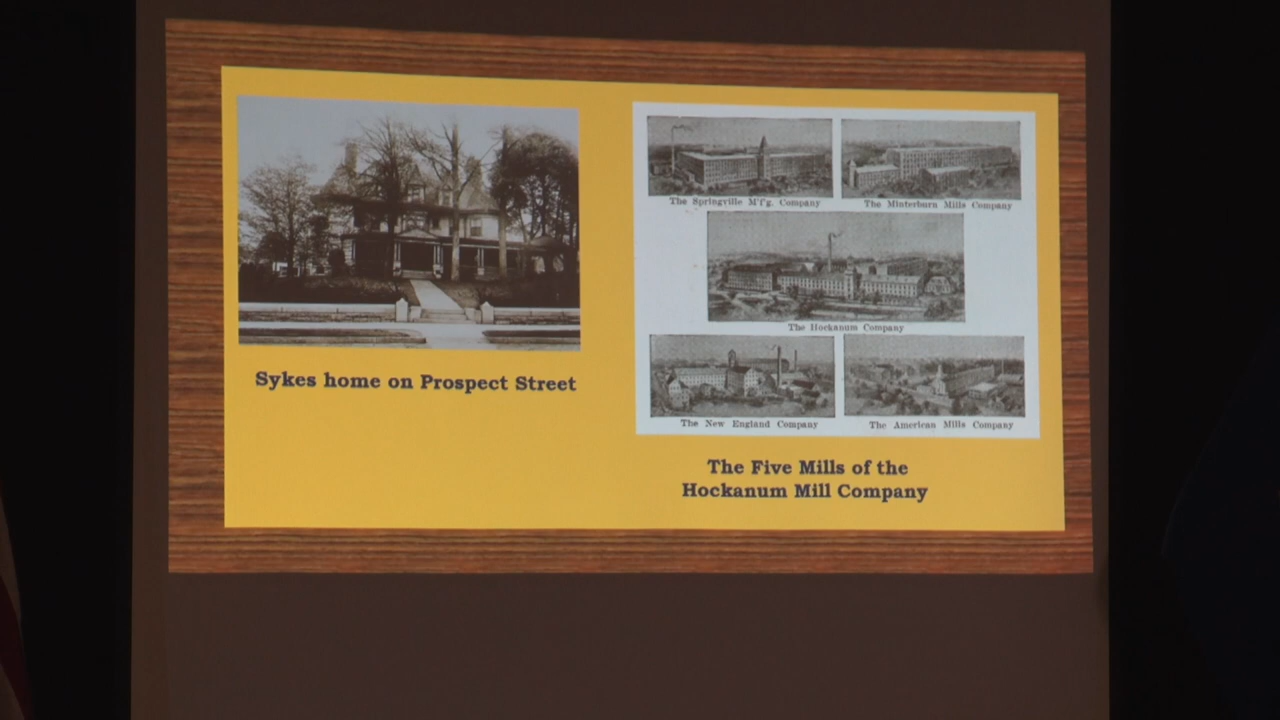 Sykes home on Prospect Street
The Springville M'f'g. Company
The Minterburn Mills Company
The Hockanum Company
The New England Company
The American Mills Company
The Five Mills of the
Hockanum Mill Company